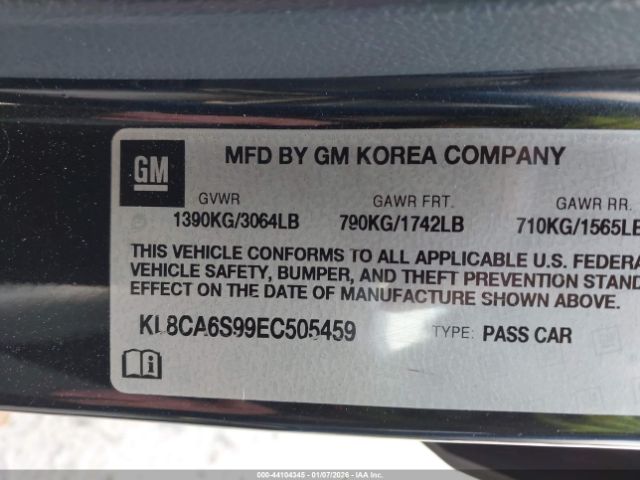 GM
MFD BY GM KOREA COMPANY
GVWR GAWR FRT. GAWR RR.
1390KG/3064LB 790KG/1742LB 710KG/1565LB
THIS VEHICLE CONFORMS TO ALL APPLICABLE U.S. FEDERA
VEHICLE SAFETY, BUMPER, AND THEFT PREVENTION STAND
EFFECT ON THE DATE OF MANUFACTURE SHOWN ABOVE.
KL8CA6S99EC505459 TYPE: PASS CAR
000-44104345 - 01/07/2026 - IAA, Inc.